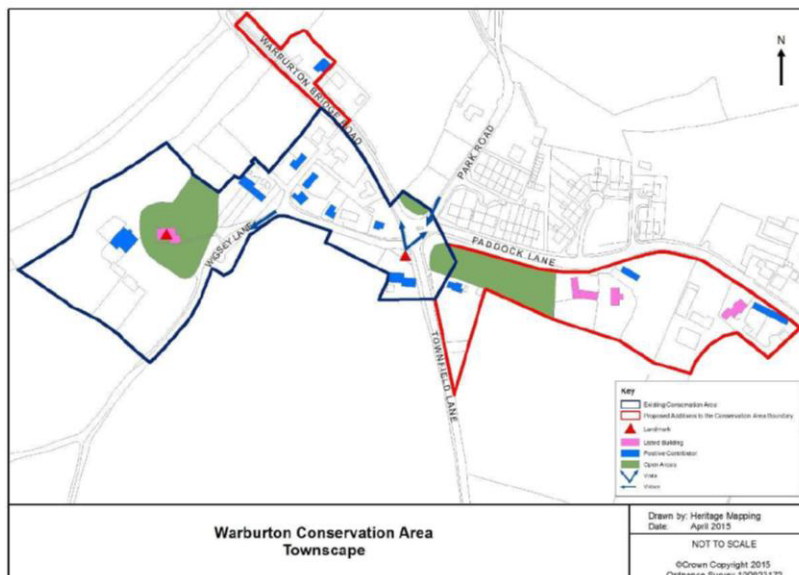 WARBURTON BRIDGE ROAD
N
PARK ROAD
WIGSEY LANE
PADDOCK LANE
TOWNFIELD LANE
Key
Existing Conservation Area
Proposed Additions to the Conservation Area Boundary
Landmark
Listed Building
Positive Contributor
Open Areas
Views
Warburton Conservation Area
Townscape
Drawn by: Heritage Mapping
Date: April 2015
NOT TO SCALE
©Crown Copyright 2015
Ordnance Survey